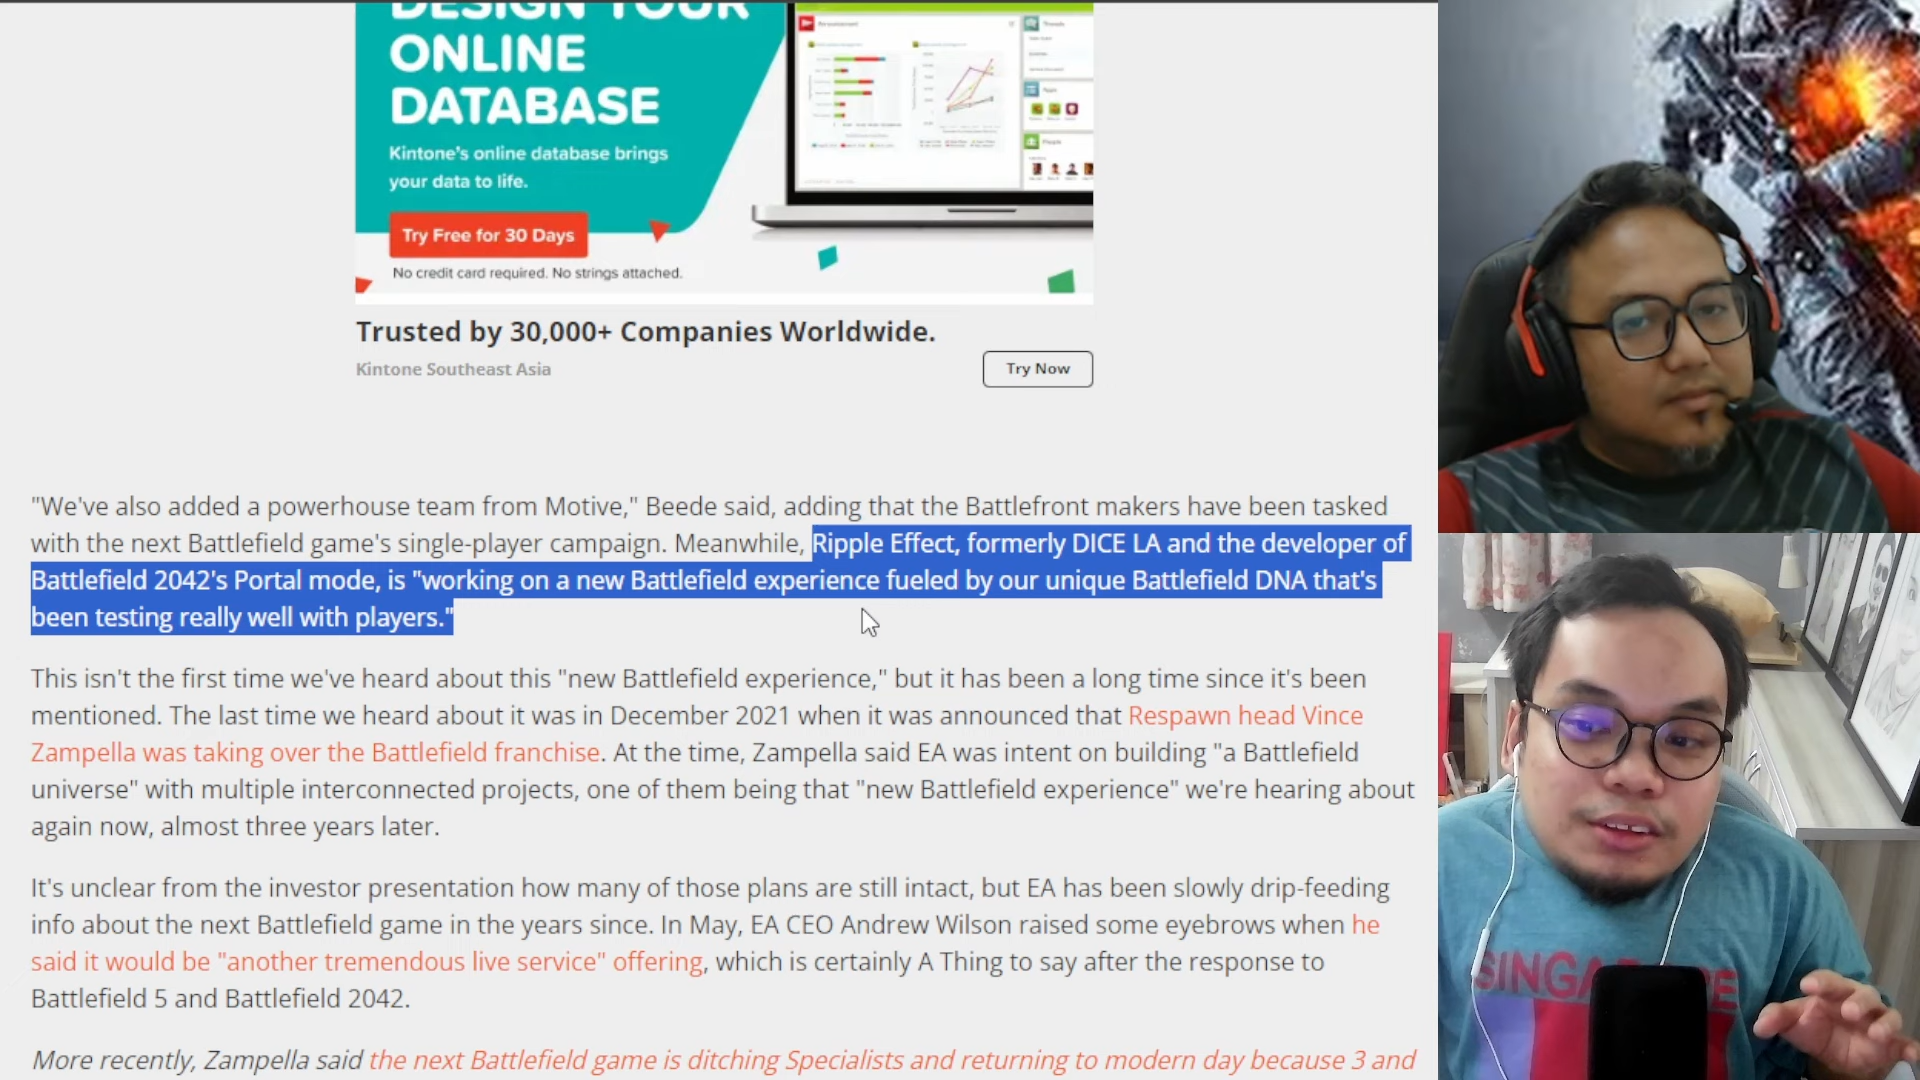 DESIGN YOUR
ONLINE
DATABASE
Kintone's online database brings
your data to life.
Try Free for 30 Days
No credit card required. No strings attached.
Threads
Apps
People
Trusted by 30,000+ Companies Worldwide.
Kintone Southeast Asia
Try Now
"We've also added a powerhouse team from Motive," Beede said, adding that the Battlefront makers have been tasked
with the next Battlefield game's single-player campaign. Meanwhile, Ripple Effect, formerly DICE LA and the developer of
Battlefield 2042's Portal mode, is "working on a new Battlefield experience fueled by our unique Battlefield DNA that's
been testing really well with players."
This isn't the first time we've heard about this "new Battlefield experience," but it has been a long time since it's been
mentioned. The last time we heard about it was in December 2021 when it was announced that Respawn head Vince
Zampella was taking over the Battlefield franchise. At the time, Zampella said EA was intent on building "a Battlefield
universe" with multiple interconnected projects, one of them being that "new Battlefield experience" we're hearing about
again now, almost three years later.
It's unclear from the investor presentation how many of those plans are still intact, but EA has been slowly drip-feeding
info about the next Battlefield game in the years since. In May, EA CEO Andrew Wilson raised some eyebrows when he
said it would be "another tremendous live service" offering, which is certainly A Thing to say after the response to
Battlefield 5 and Battlefield 2042.
More recently, Zampella said the next Battlefield game is ditching Specialists and returning to modern day because 3 and